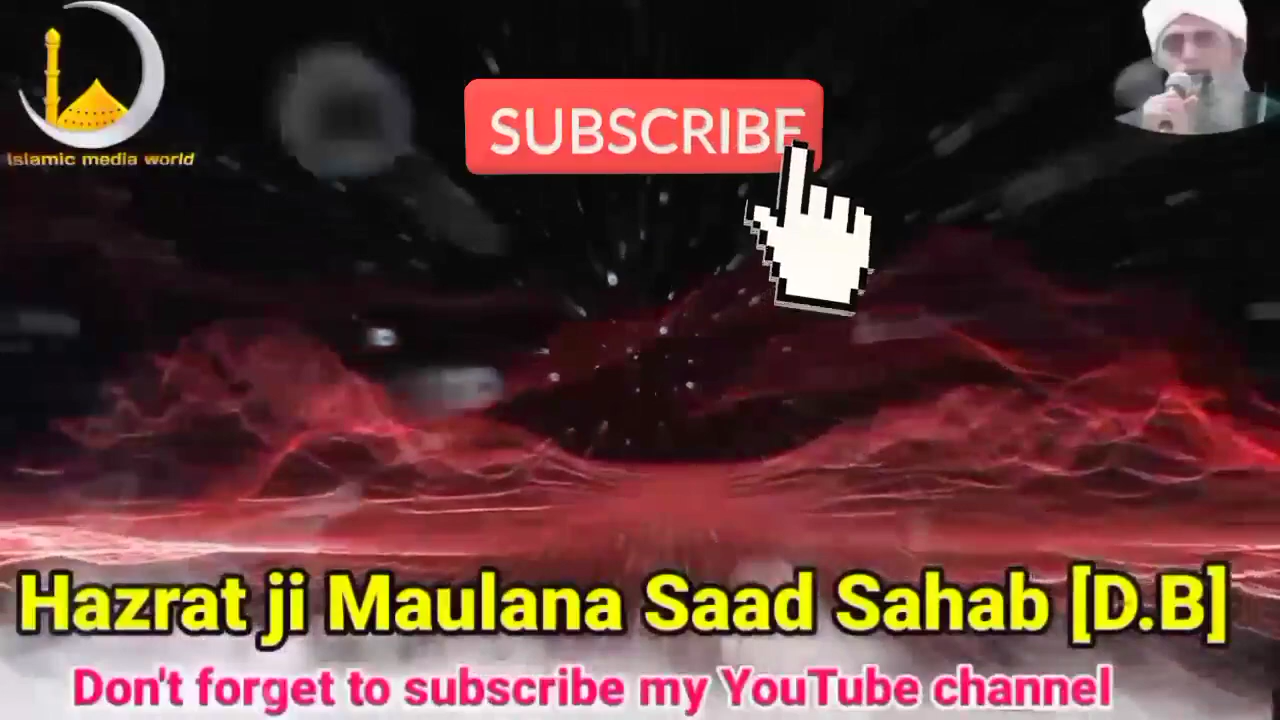 Islamic media world
SUBSCRIBE
Hazrat ji Maulana Saad Sahab [D.B]
Don't forget to subscribe my YouTube channel